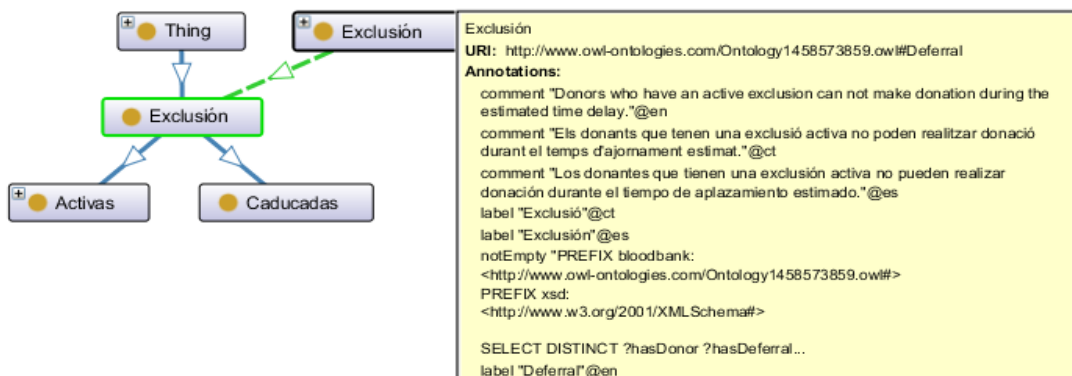 Thing
Exclusión
Exclusión
Activas
Caducadas
Exclusión
URI: http://www.owl-ontologies.com/Ontology1458573859.owl#Deferral
Annotations:
comment "Donors who have an active exclusion can not make donation during the
estimated time delay."@en
comment "Els donants que tenen una exclusió activa no poden realitzar donació
durant el temps d'ajornament estimat."@ct
comment "Los donantes que tienen una exclusión activa no pueden realizar
donación durante el tiempo de aplazamiento estimado."@es
label "Exclusió"@ct
label "Exclusión"@es
notEmpty "PREFIX bloodbank:
<http://www.owl-ontologies.com/Ontology1458573859.owl#>
PREFIX xsd:
<http://www.w3.org/2001/XMLSchema#>
SELECT DISTINCT ?hasDonor ?hasDeferral...
label "Deferral"@en